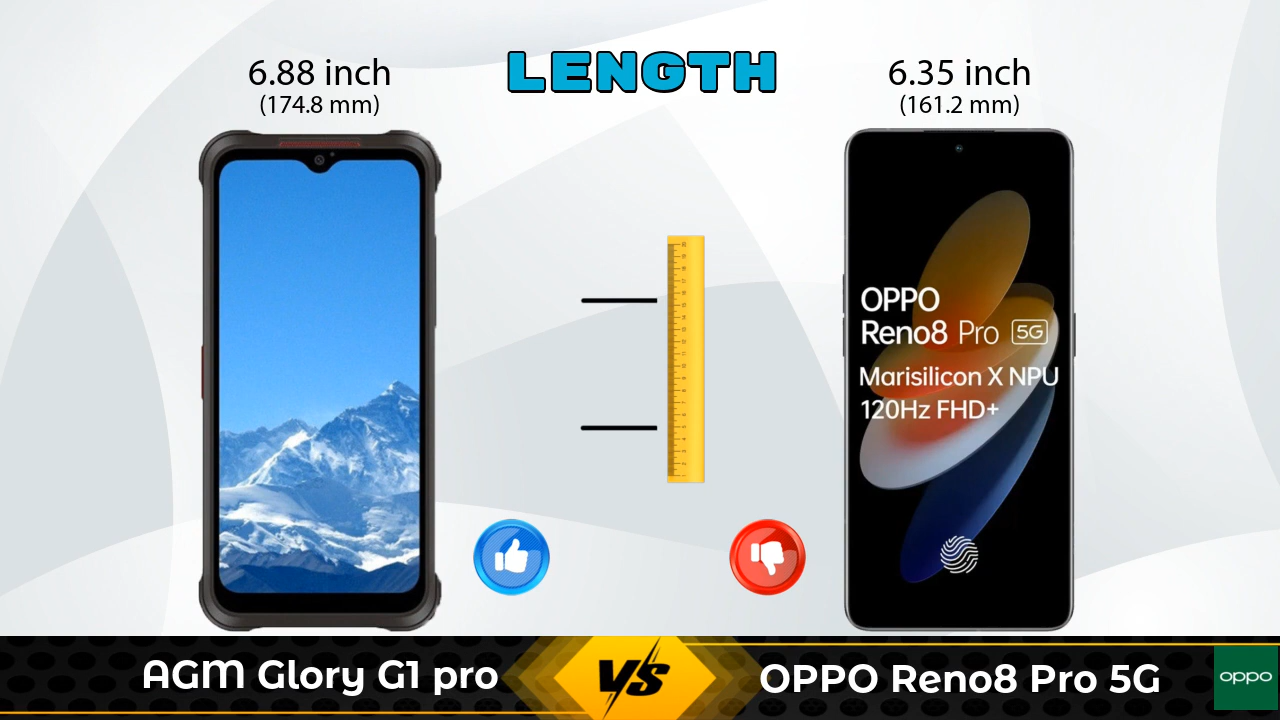 LENGTH
6.88 inch
(174.8 mm)
6.35 inch
(161.2 mm)
OPPO
Reno8 Pro 5G
Marisilicon X NPU
120Hz FHD+
AGM Glory G1 pro
VS
OPPO Reno8 Pro 5G
oppo